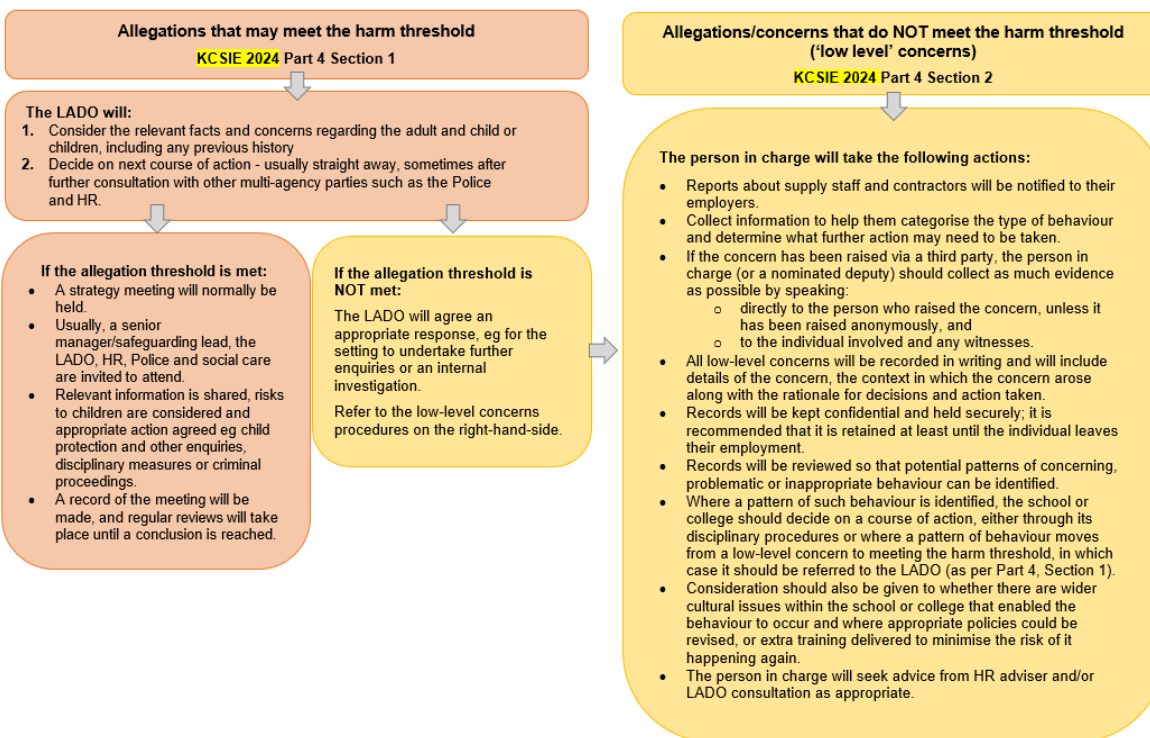 Allegations that may meet the harm threshold
KCSIE 2024 Part 4 Section 1
The LADO will:
1. Consider the relevant facts and concerns regarding the adult and child or
children, including any previous history
2. Decide on next course of action - usually straight away, sometimes after
further consultation with other multi-agency parties such as the Police
and HR.
If the allegation threshold is met:
• A strategy meeting will normally be
held.
• Usually, a senior
manager/safeguarding lead, the
LADO, HR, Police and social care
are invited to attend.
• Relevant information is shared, risks
to children are considered and
appropriate action agreed eg child
protection and other enquiries,
disciplinary measures or criminal
proceedings.
• A record of the meeting will be
made, and regular reviews will take
place until a conclusion is reached.
If the allegation threshold is
NOT met:
The LADO will agree an
appropriate response, eg for the
setting to undertake further
enquiries or an internal
investigation.
Refer to the low-level concerns
procedures on the right-hand-side.
Allegations/concerns that do NOT meet the harm threshold
(‘low level’ concerns)
KCSIE 2024 Part 4 Section 2
The person in charge will take the following actions:
• Reports about supply staff and contractors will be notified to their
employers.
• Collect information to help them categorise the type of behaviour
and determine what further action may need to be taken.
• If the concern has been raised via a third party, the person in
charge (or a nominated deputy) should collect as much evidence
as possible by speaking:
o directly to the person who raised the concern, unless it
has been raised anonymously, and
o to the individual involved and any witnesses.
• All low-level concerns will be recorded in writing and will include
details of the concern, the context in which the concern arose
along with the rationale for decisions and action taken.
• Records will be kept confidential and held securely; it is
recommended that it is retained at least until the individual leaves
their employment.
• Records will be reviewed so that potential patterns of concerning,
problematic or inappropriate behaviour can be identified.
• Where a pattern of such behaviour is identified, the school or
college should decide on a course of action, either through its
disciplinary procedures or where a pattern of behaviour moves
from a low-level concern to meeting the harm threshold, in which
case it should be referred to the LADO (as per Part 4, Section 1).
• Consideration should also be given to whether there are wider
cultural issues within the school or college that enabled the
behaviour to occur and where appropriate policies could be
revised, or extra training delivered to minimise the risk of it
happening again.
• The person in charge will seek advice from HR adviser and/or
LADO consultation as appropriate.